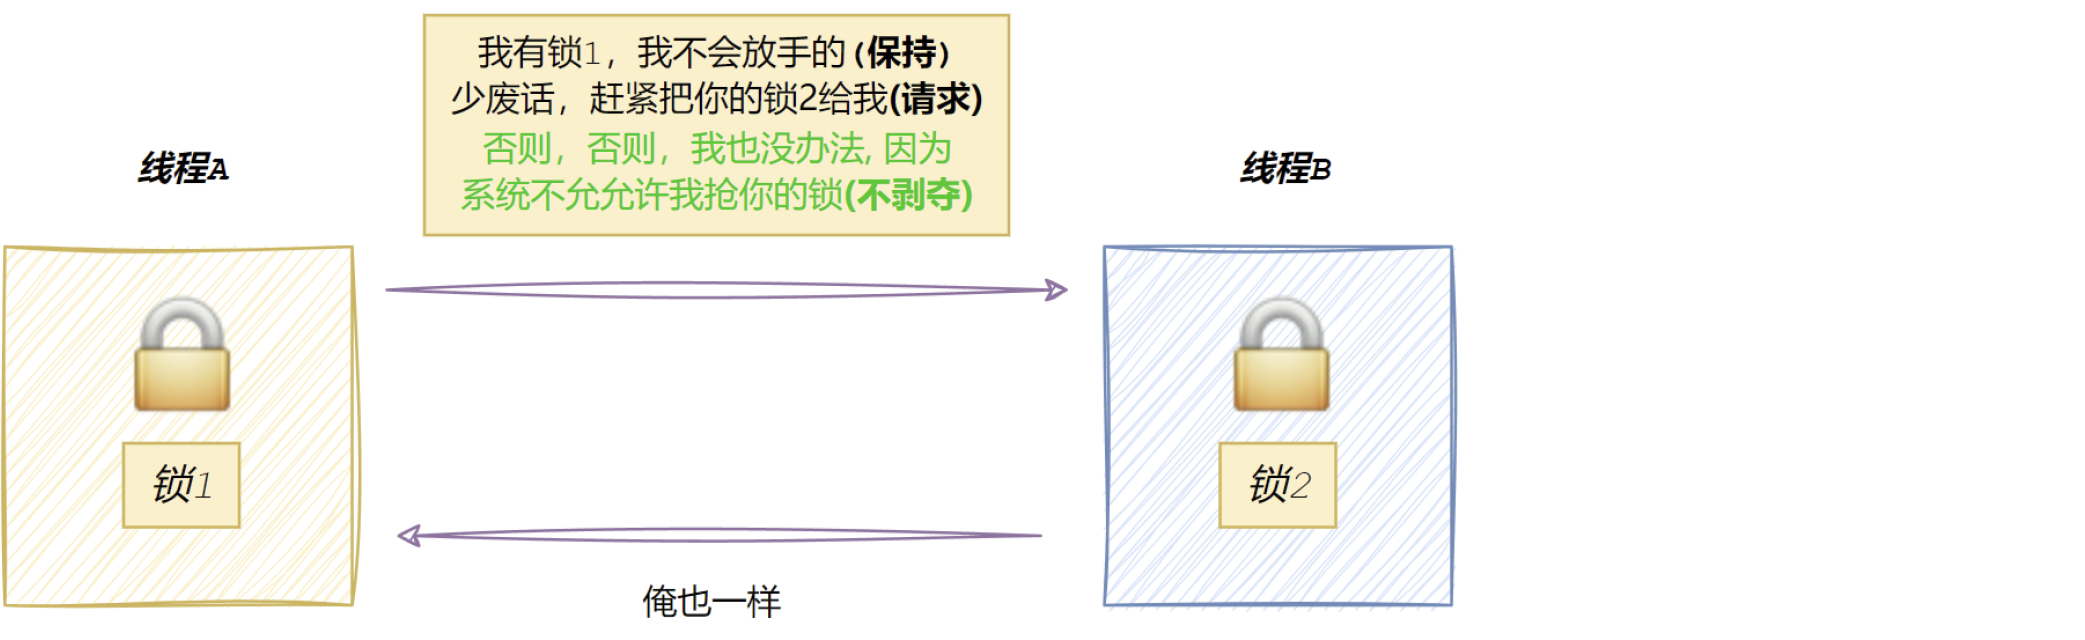 我有锁1，我不会放手的(保持)
少废话，赶紧把你的锁2给我(请求)
否则，否则，我也没办法,因为
系统不允允许我抢你的锁(不剥夺)
线程A
线程B
锁1
锁2
俺也一样